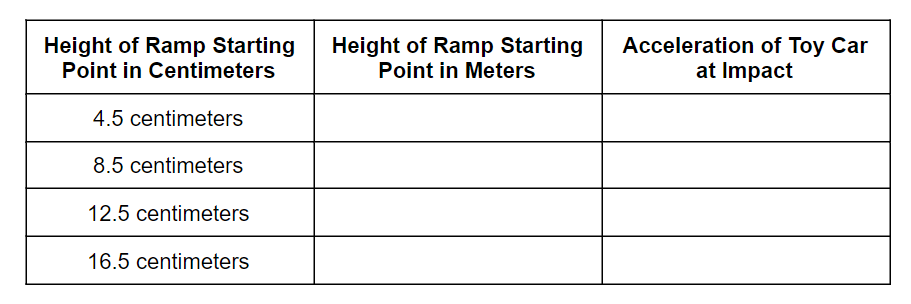 Height of Ramp Starting
Point in Centimeters
Height of Ramp Starting
Point in Meters
Acceleration of Toy Car
at Impact
4.5 centimeters
8.5 centimeters
12.5 centimeters
16.5 centimeters